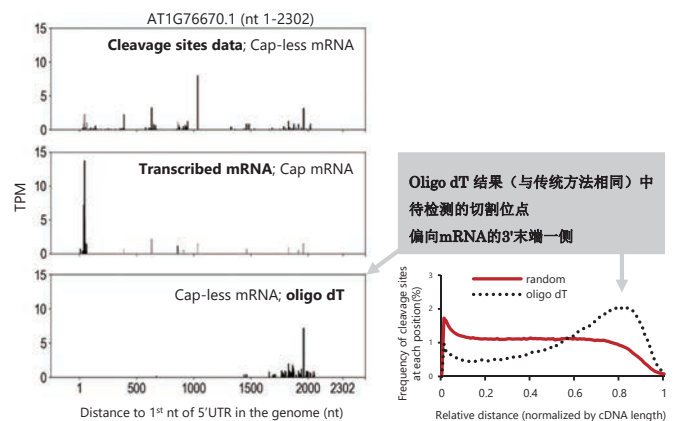 AT1G76670.1 (nt 1-2302)
Cleavage sites data; Cap-less mRNA
15
10
5
0
Transcribed mRNA; Cap mRNA
15
10
5
0
TPM
Cap-less mRNA; oligo dT
15
10
5
0
1 500 1000 1500 2000 2302
Distance to 1st nt of 5'UTR in the genome (nt)
Oligo dT 结果（与传统方法相同）中
待检测的切割位点
偏向mRNA的3'末端一侧
Frequency of cleavage sites
at each position(%)
3
2
1
0
random
oligo dT
0 0.2 0.4 0.6 0.8 1
Relative distance (normalized by cDNA length)